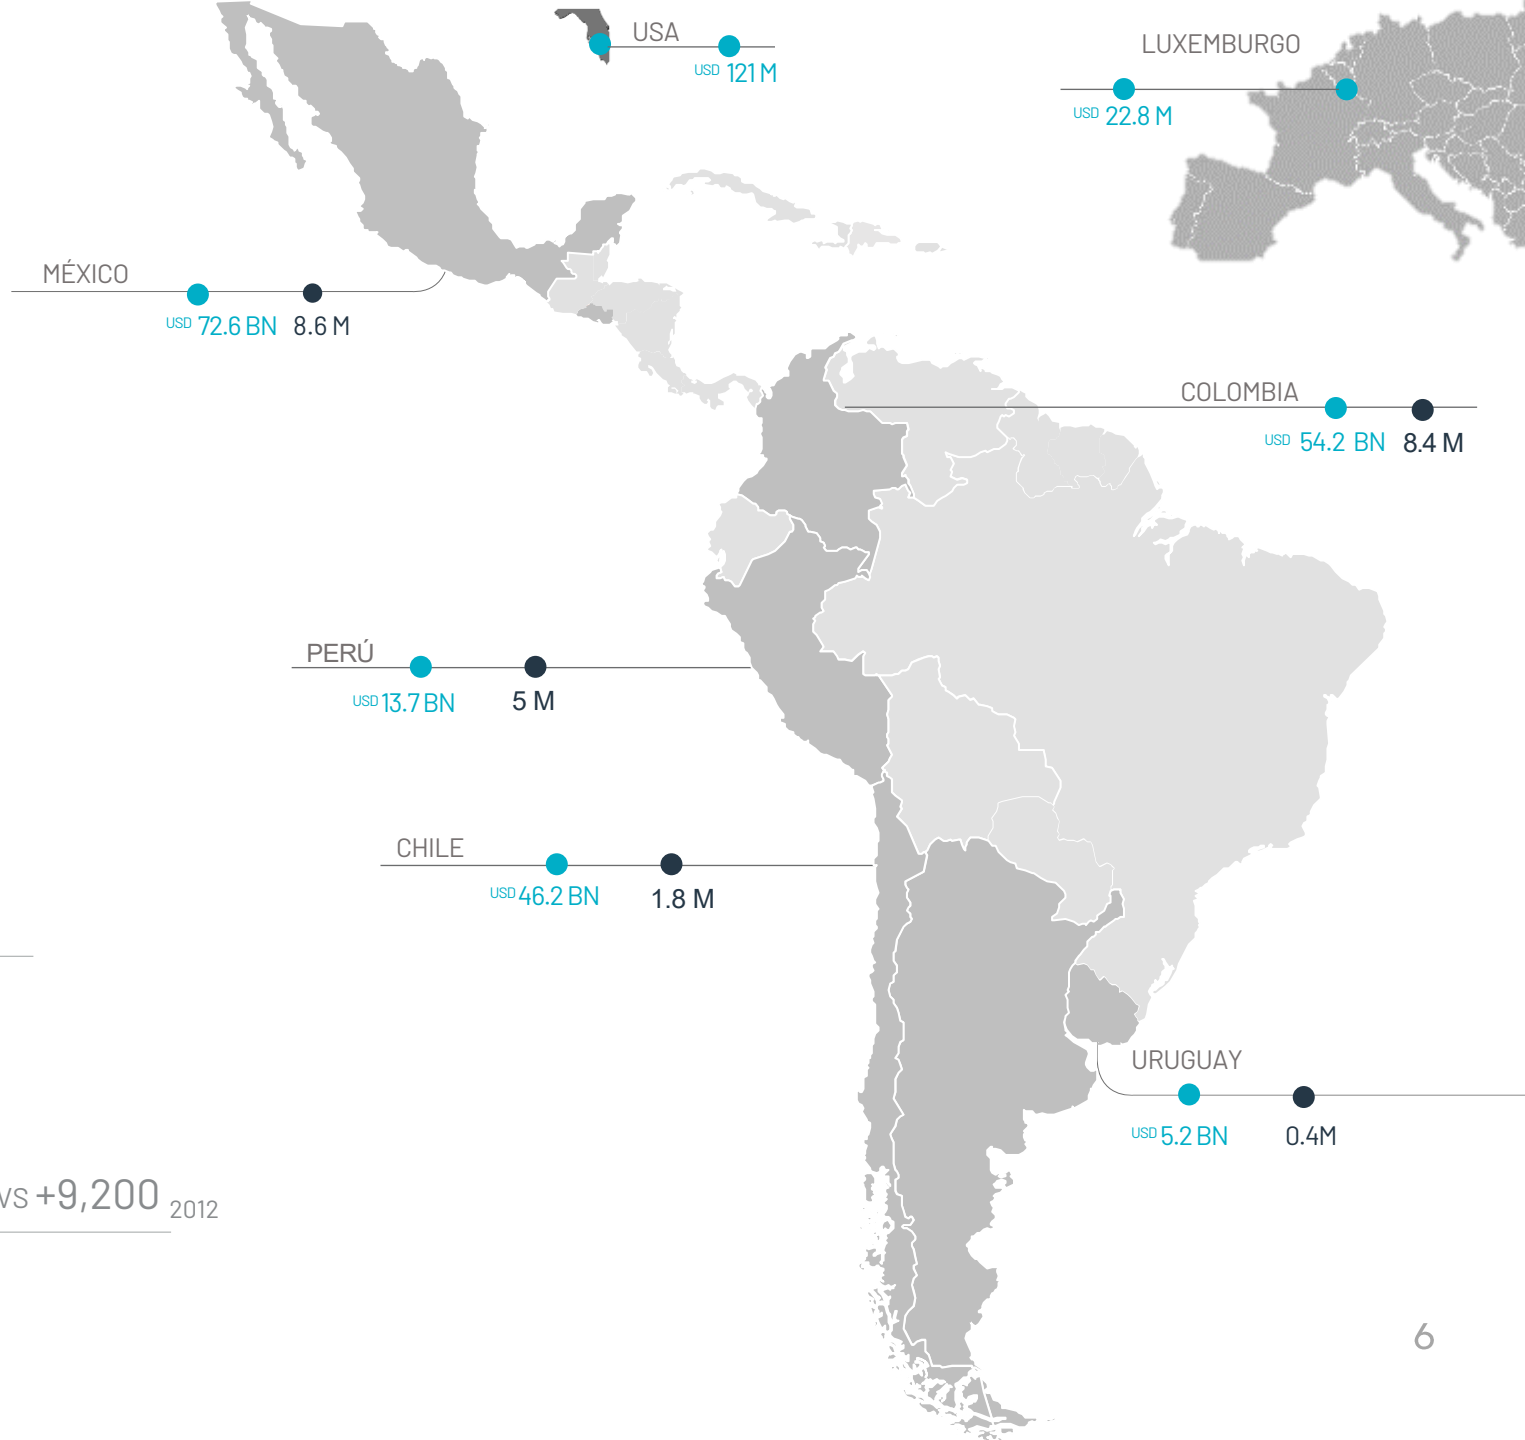 USA
USD 121 M
LUXEMBURGO
USD 22.8 M
MÉXICO
USD 72.6 BN 8.6 M
COLOMBIA
USD 54.2 BN 8.4 M
PERÚ
USD 13.7 BN 5 M
CHILE
USD 46.2 BN 1.8 M
URUGUAY
USD 5.2 BN 0.4M
VS +9,200 2012
6